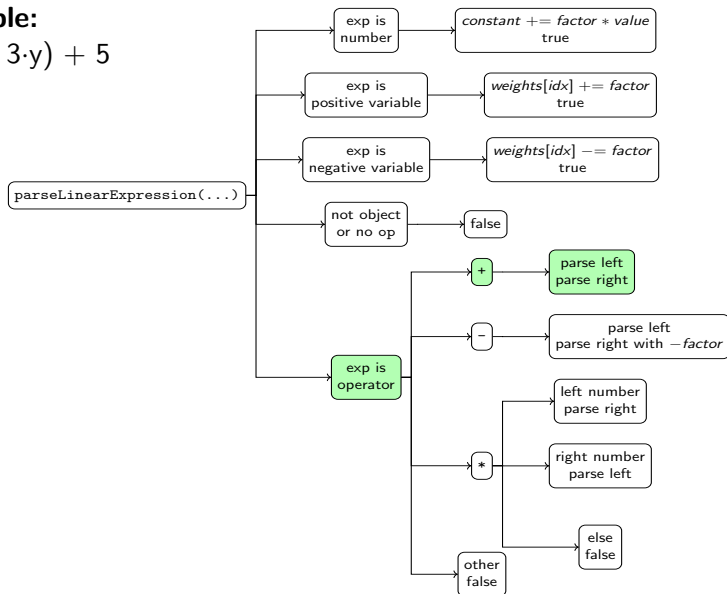 ple:
3·y) + 5
exp is
number
constant += factor * value
true
exp is
positive variable
weights[idx] += factor
true
exp is
negative variable
weights[idx] −= factor
true
parseLinearExpression(...)
not object
or no op
false
+
parse left
parse right
−
parse left
parse right with −factor
exp is
operator
left number
parse right
*
right number
parse left
else
false
other
false